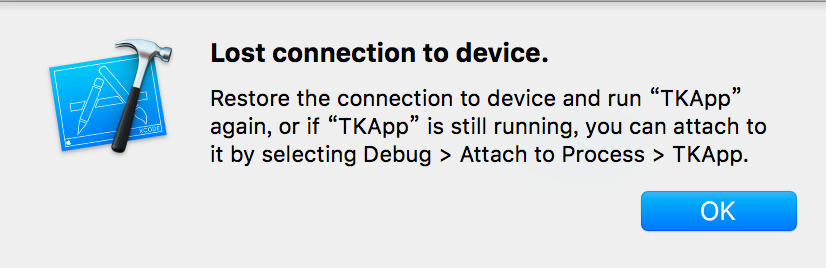 Lost connection to device.
Restore the connection to device and run “TKApp”
again, or if “TKApp” is still running, you can attach to
it by selecting Debug > Attach to Process > TKApp.
XCODE
OK